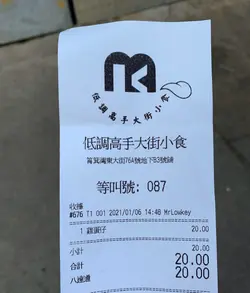 低調高手大街小食
低調高手大街小食
筲箕灣東大街76A號地下B3號舖
等叫號: 087
收據
#676 T1 001 2021/01/06 14:46 MrLowkey
1 雞蛋仔 20.00
小計 20.00
合計 20.00
八達通 20.00